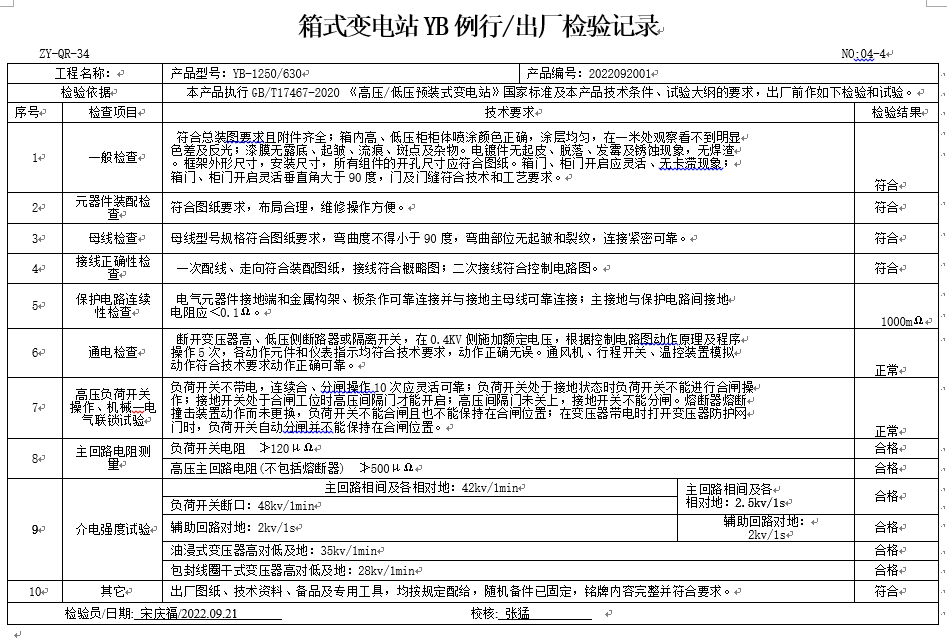 箱式变电站 YB 例行/出厂检验记录
ZY-QR-34 NO:04-4
工程名称: 产品型号: YB-1250/630 产品编号: 2022092001
检验依据 本产品执行 GB/T17467-2020 《高压/低压预装式变电站》国家标准及本产品技术条件、试验大纲的要求，出厂前作如下检验和试验。
序号 检查项目 技术要求 检验结果
1 一般检查
符合总装图要求且附件齐全；箱内高、低压柜柜体喷涂颜色正确，涂层均匀，在一米处观察看不到明显
色差及反光；漆膜无露底、起皱、流痕、斑点及杂物。电镀件无起皮、脱落、发霉及锈蚀现象，无焊渣
。框架外形尺寸，安装尺寸，所有组件的开孔尺寸应符合图纸。箱门、柜门开启应灵活、无卡滞现象；
箱门、柜门开启灵活垂直角大于 90 度，门及门缝符合技术和工艺要求。
符合
2 元器件装配检
查
符合图纸要求，布局合理，维修操作方便。 符合
3 母线检查 母线型号规格符合图纸要求，弯曲度不得小于 90 度，弯曲部位无起皱和裂纹，连接紧密可靠。 符合
4 接线正确性检
查
一次配线、走向符合装配图纸，接线符合概略图；二次接线符合控制电路图。 符合
5 保护电路连续
性检查
电气元器件接地端和金属构架、板条作可靠连接并与接地主母线可靠连接；主接地与保护电路间接地
电阻应＜0.1Ω。
1000mΩ
6 通电检查
断开变压器高、低压侧断路器或隔离开关，在 0.4KV 侧施加额定电压，根据控制电路图动作原理及程序
操作 5 次，各动作元件和仪表指示均符合技术要求，动作正确无误。通风机、行程开关、温控装置模拟
动作符合技术要求动作正确可靠。
正常
7 高压负荷开关
操作、机械—电
气联锁试验
负荷开关不带电，连续合、分闸操作 10 次应灵活可靠；负荷开关处于接地状态时负荷开关不能进行合闸操
作；接地开关处于合闸工位时高压间隔门才能开启；高压间隔门未关上，接地开关不能分闸。熔断器熔断
撞击装置动作而未更换，负荷开关不能合闸且也不能保持在合闸位置；在变压器带电时打开变压器防护网
门时，负荷开关自动分闸并不能保持在合闸位置。
正常
8 主回路电阻测
量
负荷开关电阻 ≯120μΩ 合格
高压主回路电阻(不包括熔断器) ≯500μΩ 合格
9 介电强度试验
主回路相间及各相对地: 42kv/1min 主回路相间及各
相对地: 2.5kv/1s 合格
负荷开关断口: 48kv/1min
辅助回路对地: 2kv/1s 辅助回路对地:
2kv/1s 合格
油浸式变压器高对低及地: 35kv/1min 合格
包封线圈干式变压器高对低及地: 28kv/1min 合格
10 其它 出厂图纸、技术资料、备品及专用工具，均按规定配给，随机备件已固定，铭牌内容完整并符合要求。 符合
检验员/日期: 宋庆福/2022.09.21 校核: 张猛